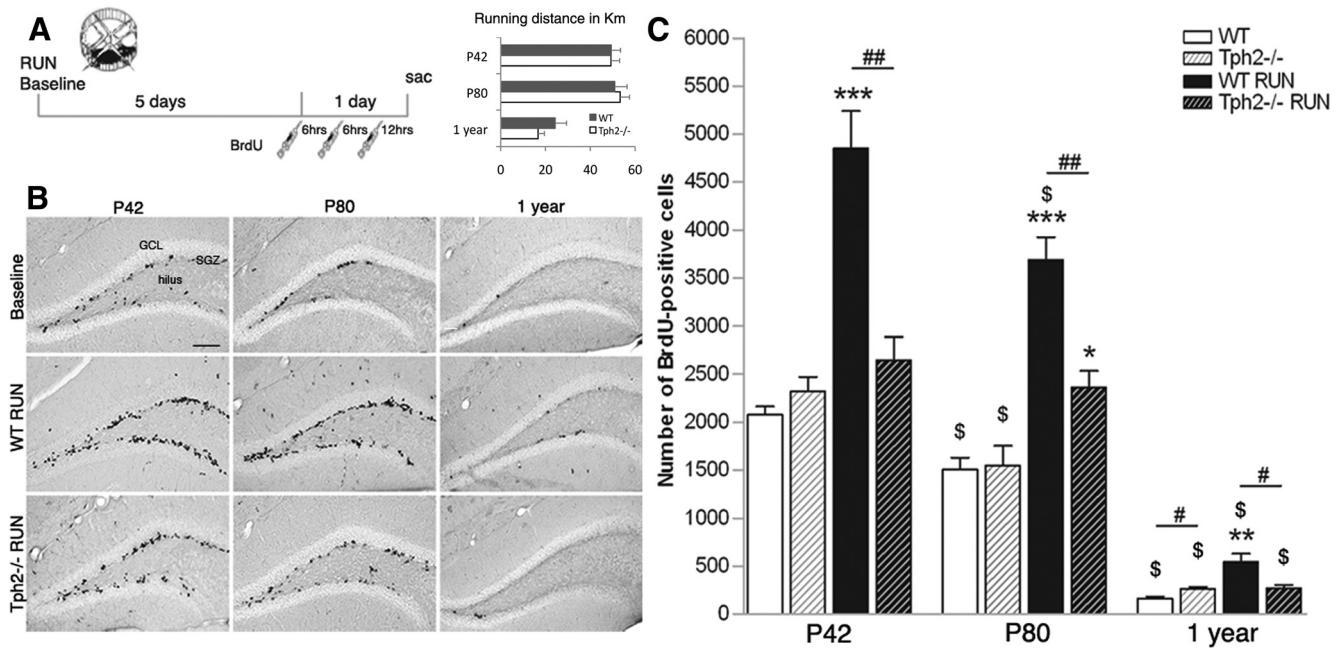 A
RUN
Baseline
5 days
1 day
sac
BrdU
6hrs
6hrs
12hrs
Running distance in Km
P42
P80
1 year
WT
Tph2-/-
0 20 40 60
B
P42 P80 1 year
Baseline
GCL
SGZ
hilus
WT RUN
Tph2-/- RUN
C
WT
Tph2-/-
WT RUN
Tph2-/- RUN
Number of BrdU-positive cells
6000
5500
5000
4500
4000
3500
3000
2500
2000
1500
1000
500
0
##
***
##
$
***
*
$
$
#
$
$
#
$
**
$
P42 P80 1 year